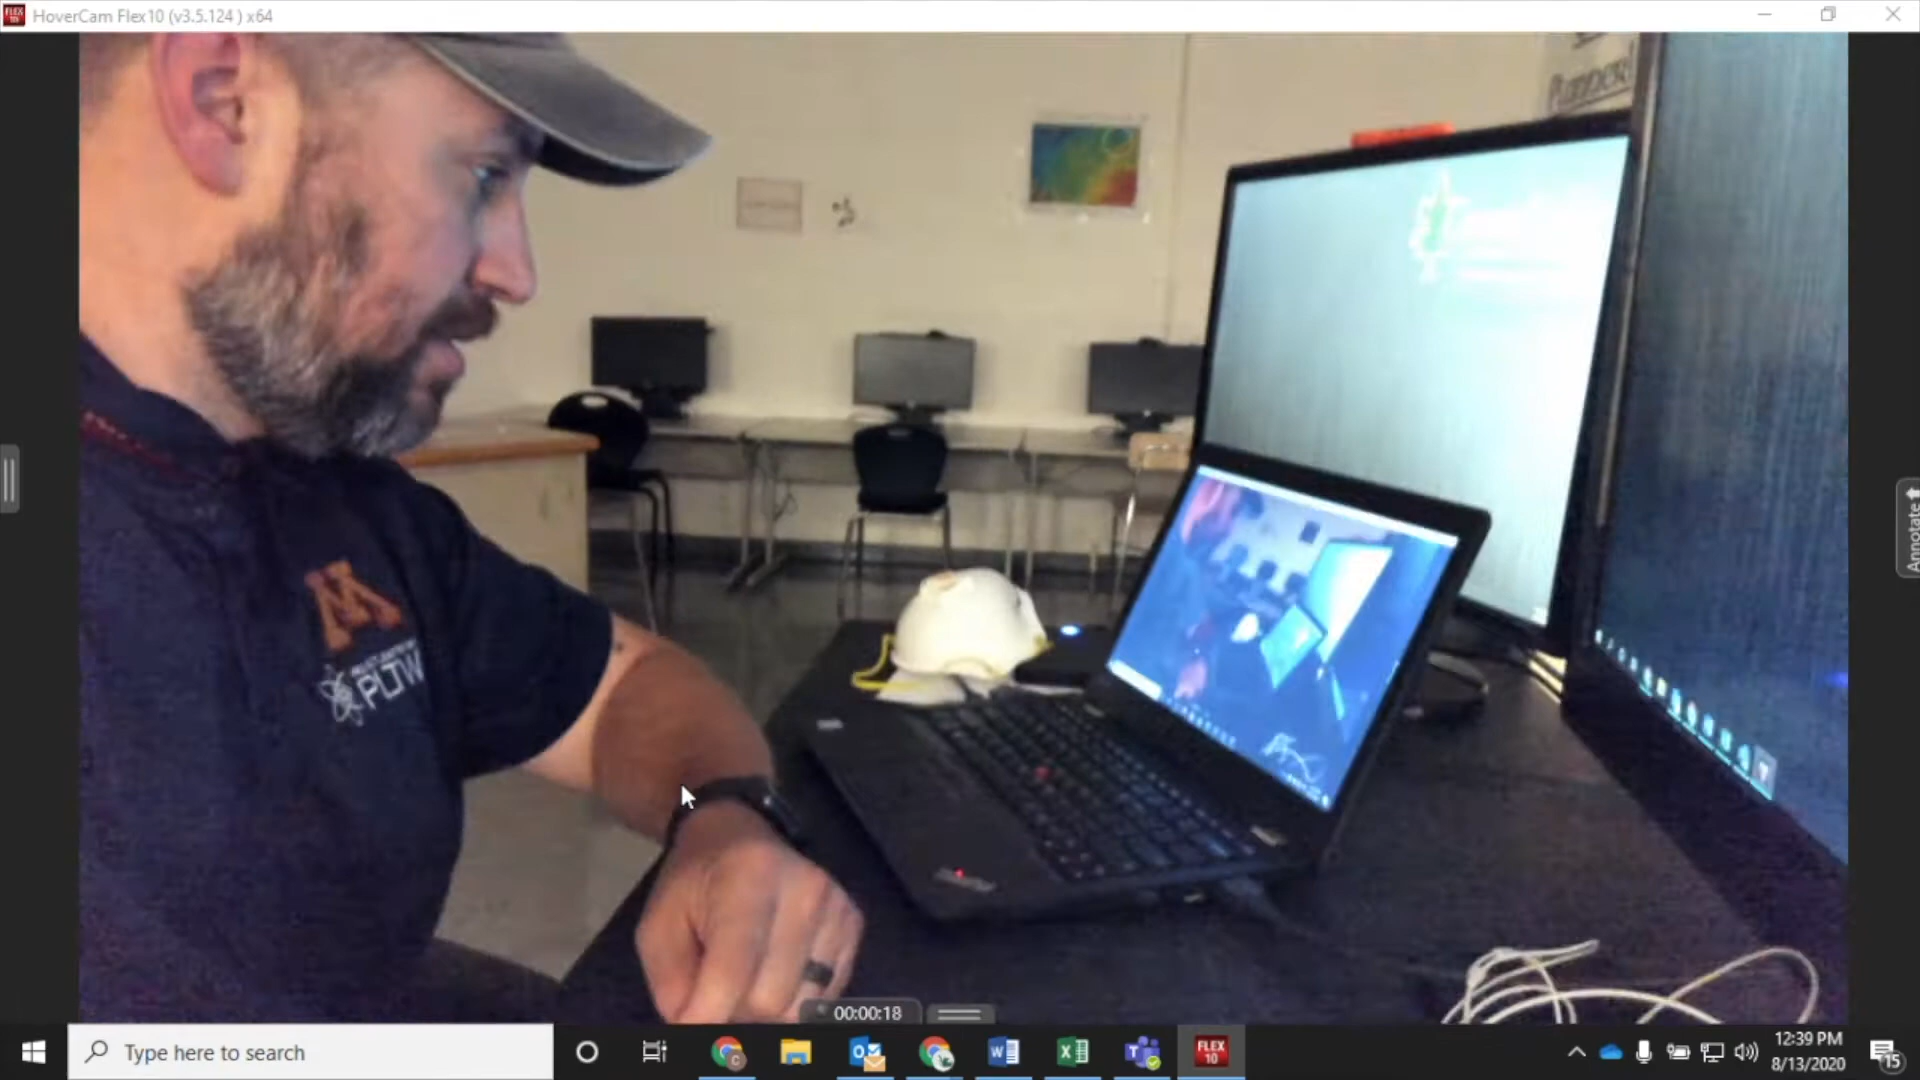 HoverCam Flex10 (v3.5.124 ) x64
Planner
M
PLTW
Annotate
00:00:18
Type here to search
FLEX
10
12:39 PM
8/13/2020
15